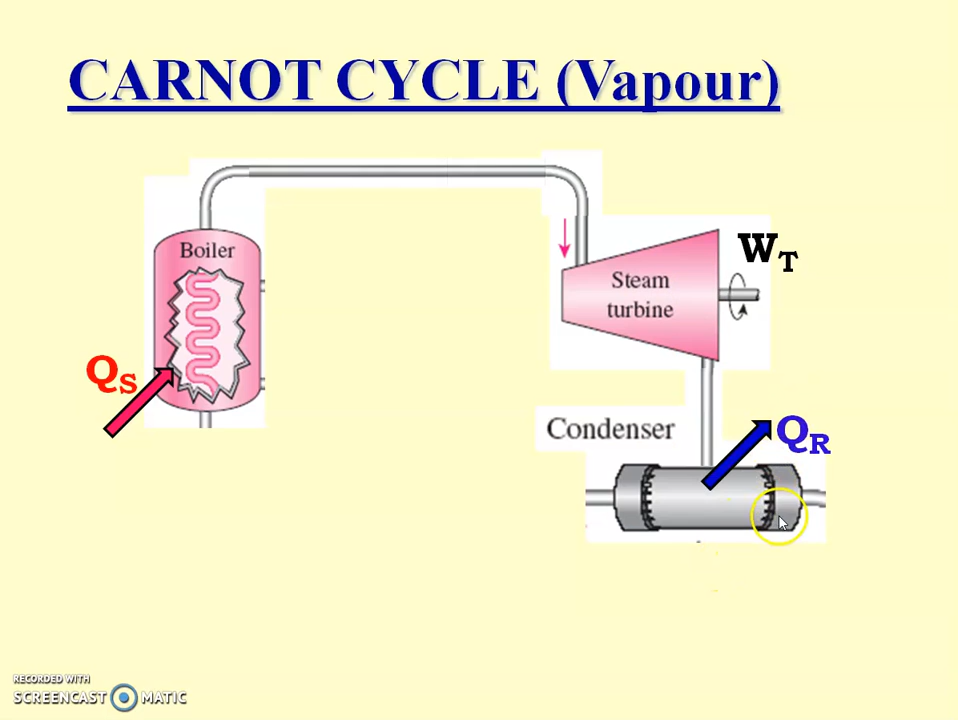 CARNOT CYCLE (Vapour)
Boiler
Steam
turbine
WT
QS
Condenser
QR
RECORDED WITH
SCREENCAST MATIC